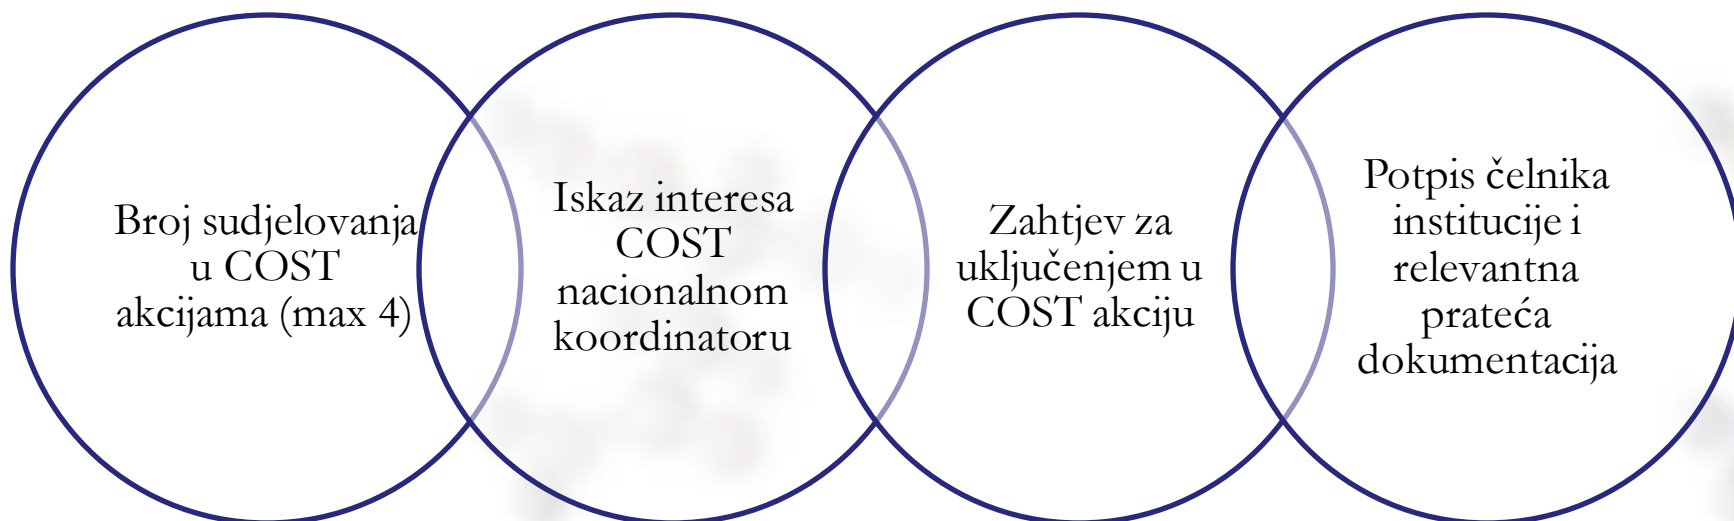 Broj sudjelovanja
u COST
akcijama (max 4)
Iskaz interesa
COST
nacionalnom
koordinatoru
Zahtjev za
uključenjem u
COST akciju
Potpis čelnika
institucije i
relevantna
prateća
dokumentacija